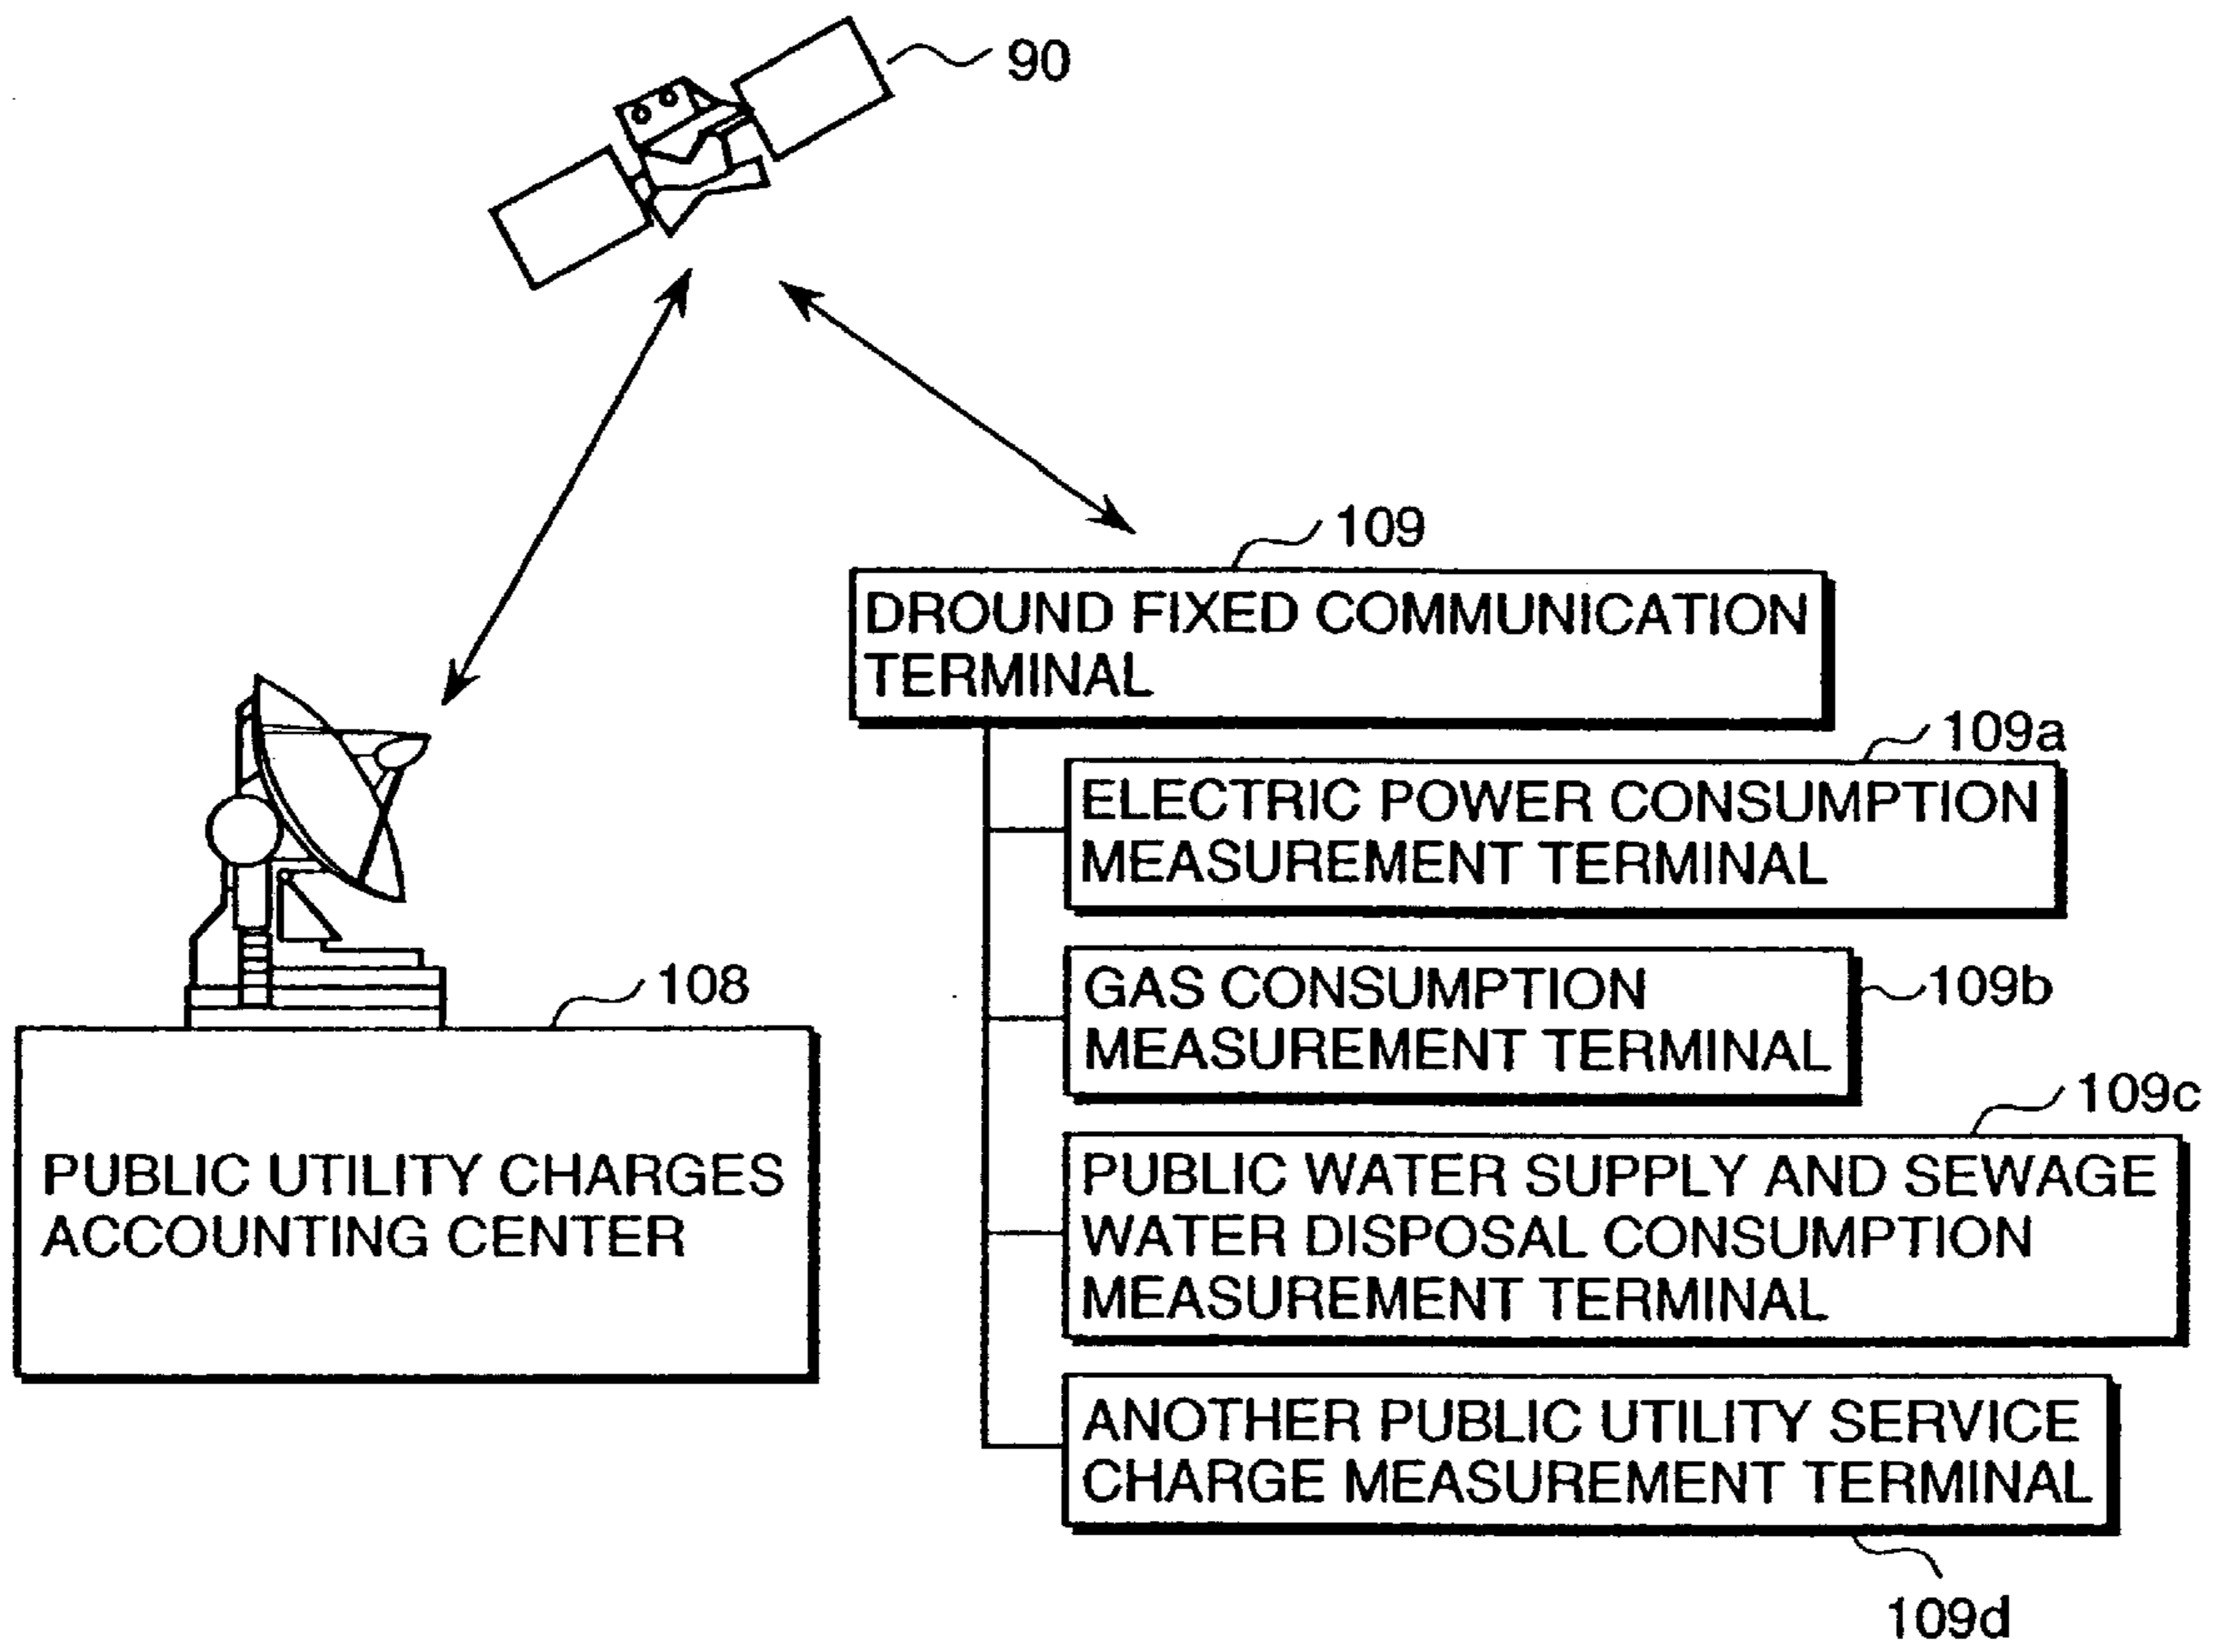 90
109
DROUND FIXED COMMUNICATION
TERMINAL
109a
ELECTRIC POWER CONSUMPTION
MEASUREMENT TERMINAL
GAS CONSUMPTION
MEASUREMENT TERMINAL
109b
109c
PUBLIC WATER SUPPLY AND SEWAGE
WATER DISPOSAL CONSUMPTION
MEASUREMENT TERMINAL
ANOTHER PUBLIC UTILITY SERVICE
CHARGE MEASUREMENT TERMINAL
109d
108
PUBLIC UTILITY CHARGES
ACCOUNTING CENTER